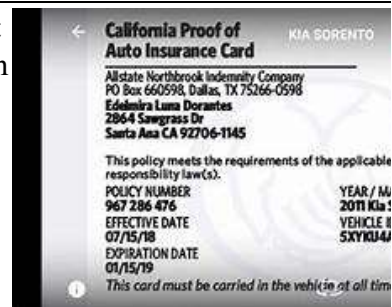 California Proof of
Auto Insurance Card
KIA SORENTO
Allstate Northbrook Indemnity Company
PO Box 660598, Dallas, TX 75266-0598
Edelmira Luna Dorantes
2864 Sawgrass Dr
Santa Ana CA 92706-1145
This policy meets the requirements of the applicable
responsibility law(s).
POLICY NUMBER
967 286 476
EFFECTIVE DATE
07/15/18
EXPIRATION DATE
01/15/19
YEAR / MA
2011 Kia S
VEHICLE I
5XYKU4A
This card must be carried in the vehicle at all tim